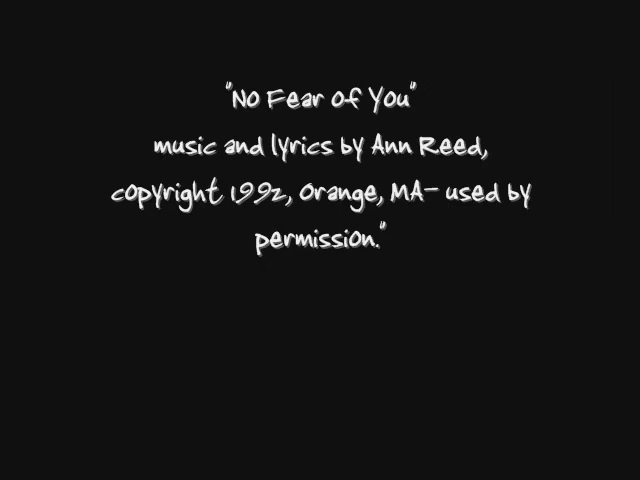 "No Fear of You"
music and lyrics by Ann Reed,
copyright 1992, Orange, MA- used by
permission."